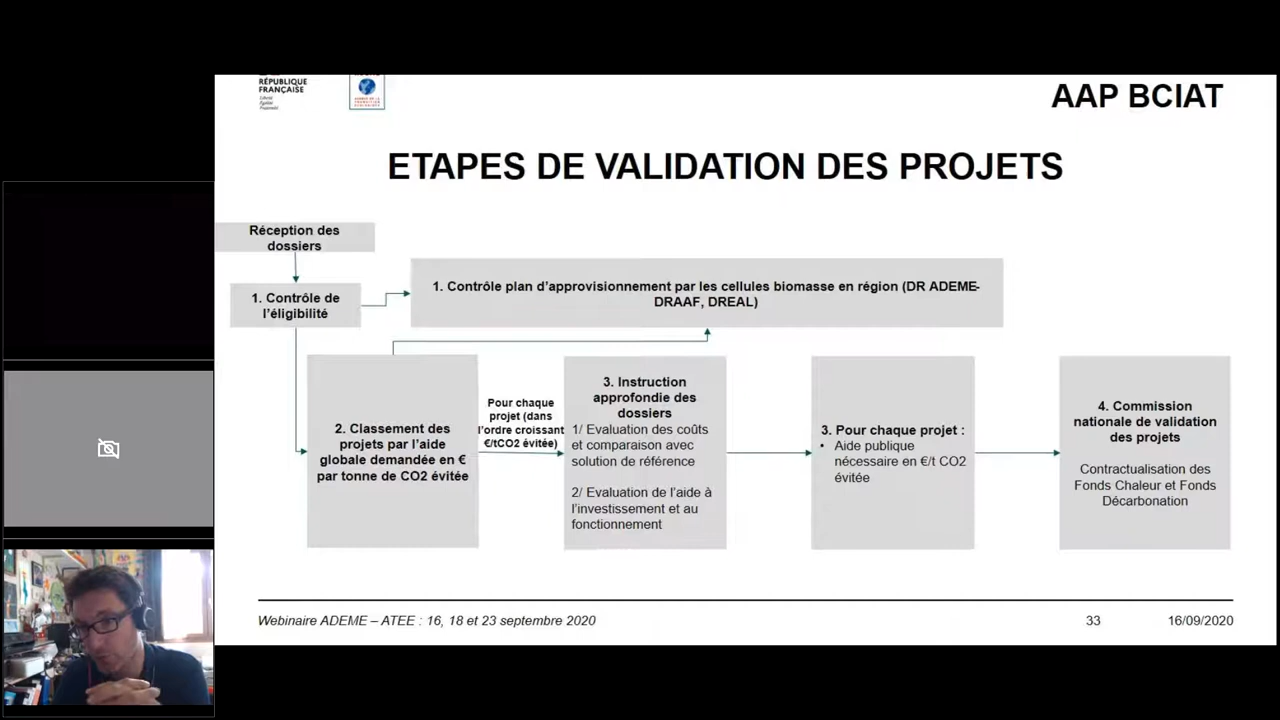 RÉPUBLIQUE
FRANÇAISE
Liberté
Égalité
Fraternité
AAP BCIAT
ETAPES DE VALIDATION DES PROJETS
Réception des
dossiers
1. Contrôle de
l'éligibilité
1. Contrôle plan d'approvisionnement par les cellules biomasse en région (DR ADEME-
DRAAF, DREAL)
2. Classement des
projets par l'aide
globale demandée en €
par tonne de CO2 évitée
Pour chaque
projet (dans
l'ordre croissant
€/tCO2 évitée)
3. Instruction
approfondie des
dossiers
1/ Evaluation des coûts
et comparaison avec
solution de référence
2/ Evaluation de l'aide à
l'investissement et au
fonctionnement
3. Pour chaque projet :
• Aide publique
nécessaire en €/t CO2
évitée
4. Commission
nationale de validation
des projets
Contractualisation des
Fonds Chaleur et Fonds
Décarbonation
Webinaire ADEME – ATEE : 16, 18 et 23 septembre 2020
33
16/09/2020